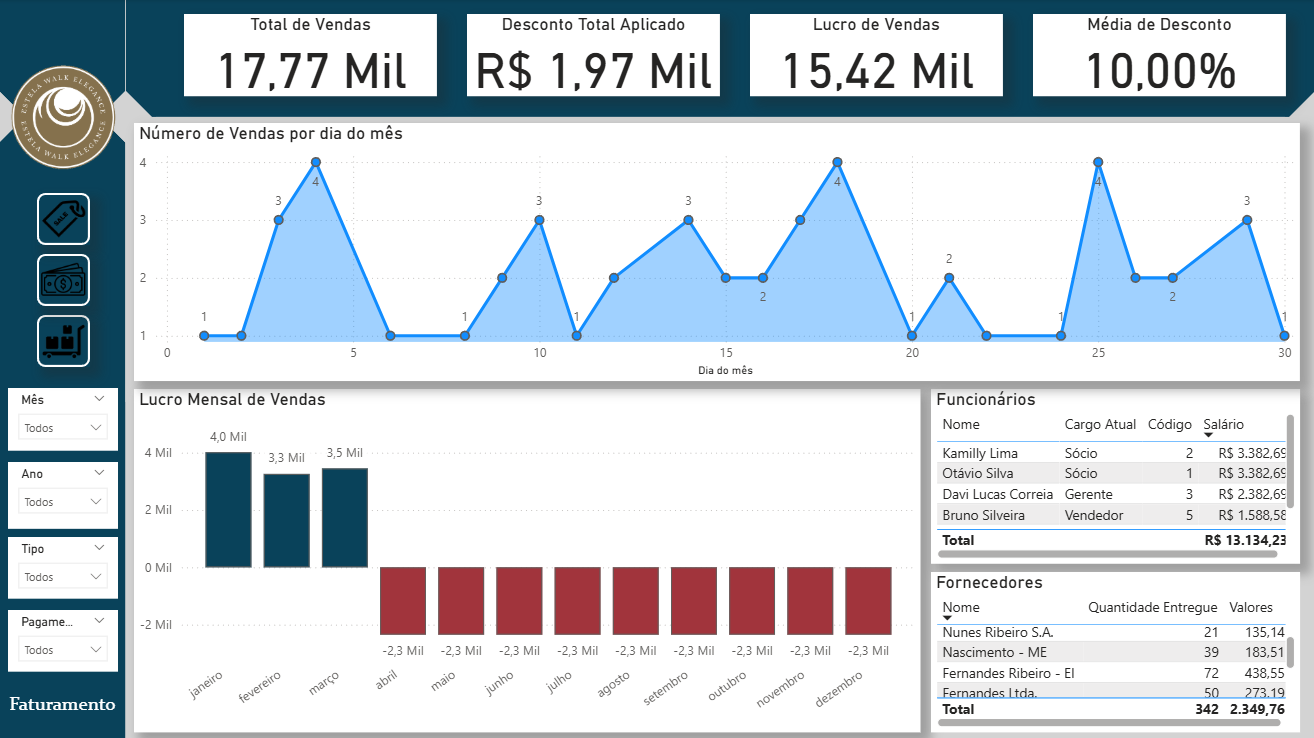 Total de Vendas
17,77 Mil
Desconto Total Aplicado
R$ 1,97 Mil
Lucro de Vendas
15,42 Mil
Média de Desconto
10,00%
ESTELA WALK ELEGANCE
ESTELA WALK ELEGANCE
SALE
Mês
Todos
Ano
Todos
Tipo
Todos
Pagame...
Todos
Faturamento
Número de Vendas por dia do mês
4
3
2
1
1
3
4
1
3
1
3
2
4
1
2
1
4
2
3
1
0 5 10 15 20 25 30
Dia do mês
Lucro Mensal de Vendas
4 Mil
2 Mil
0 Mil
-2 Mil
4,0 Mil
3,3 Mil
3,5 Mil
-2,3 Mil -2,3 Mil -2,3 Mil -2,3 Mil -2,3 Mil -2,3 Mil -2,3 Mil -2,3 Mil -2,3 Mil
janeiro fevereiro março abril maio junho julho agosto setembro outubro novembro dezembro
Funcionários
Nome Cargo Atual Código Salário
Kamilly Lima Sócio 2 R$ 3.382,69
Otávio Silva Sócio 1 R$ 3.382,69
Davi Lucas Correia Gerente 3 R$ 2.382,69
Bruno Silveira Vendedor 5 R$ 1.588,58
Total R$ 13.134,23
Fornecedores
Nome Quantidade Entregue Valores
Nunes Ribeiro S.A. 21 135,14
Nascimento - ME 39 183,51
Fernandes Ribeiro - EI 72 438,55
Fernandes Ltda. 50 273,19
Total 342 2.349,76